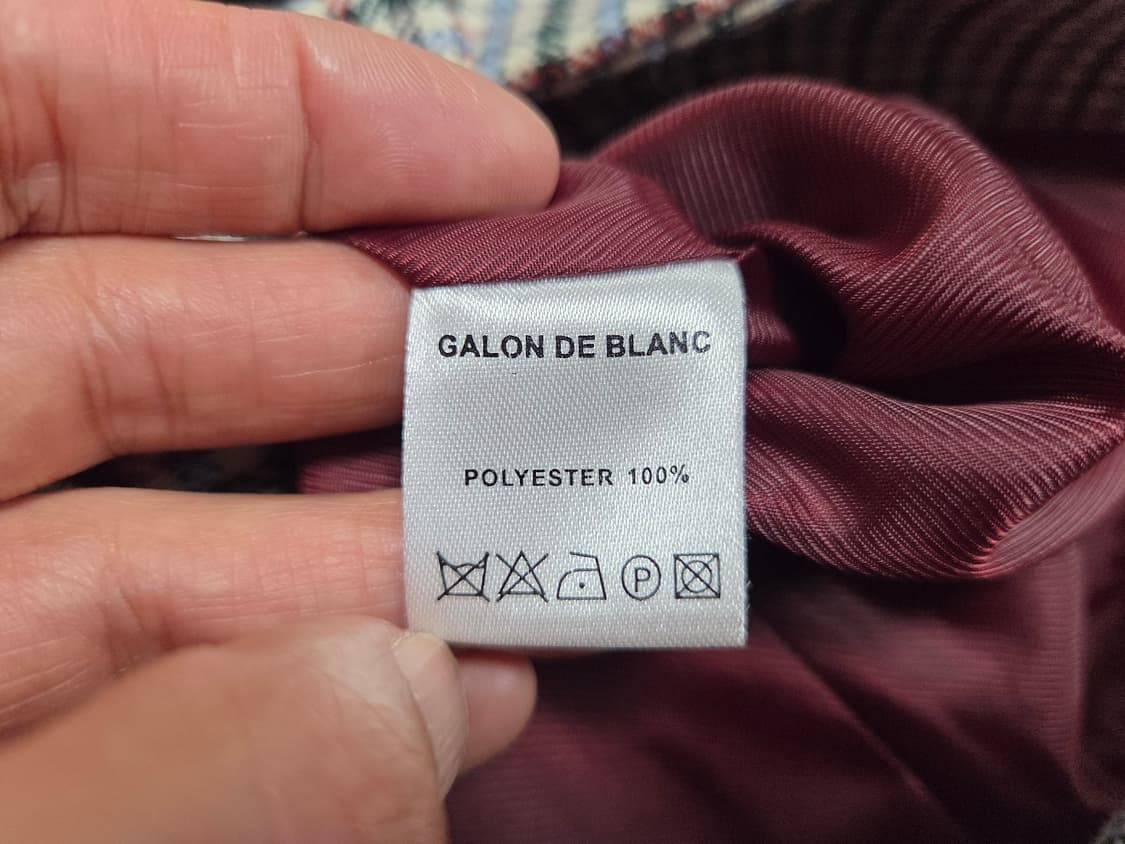 GALON DE BLANC
POLYESTER 100%
P